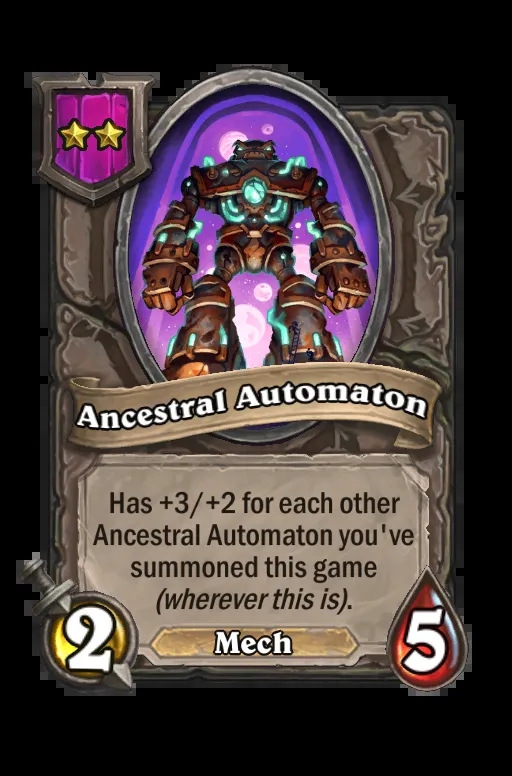 Ancestral Automaton
Has +3/+2 for each other
Ancestral Automaton you've
summoned this game
(wherever this is).
2
Mech
5